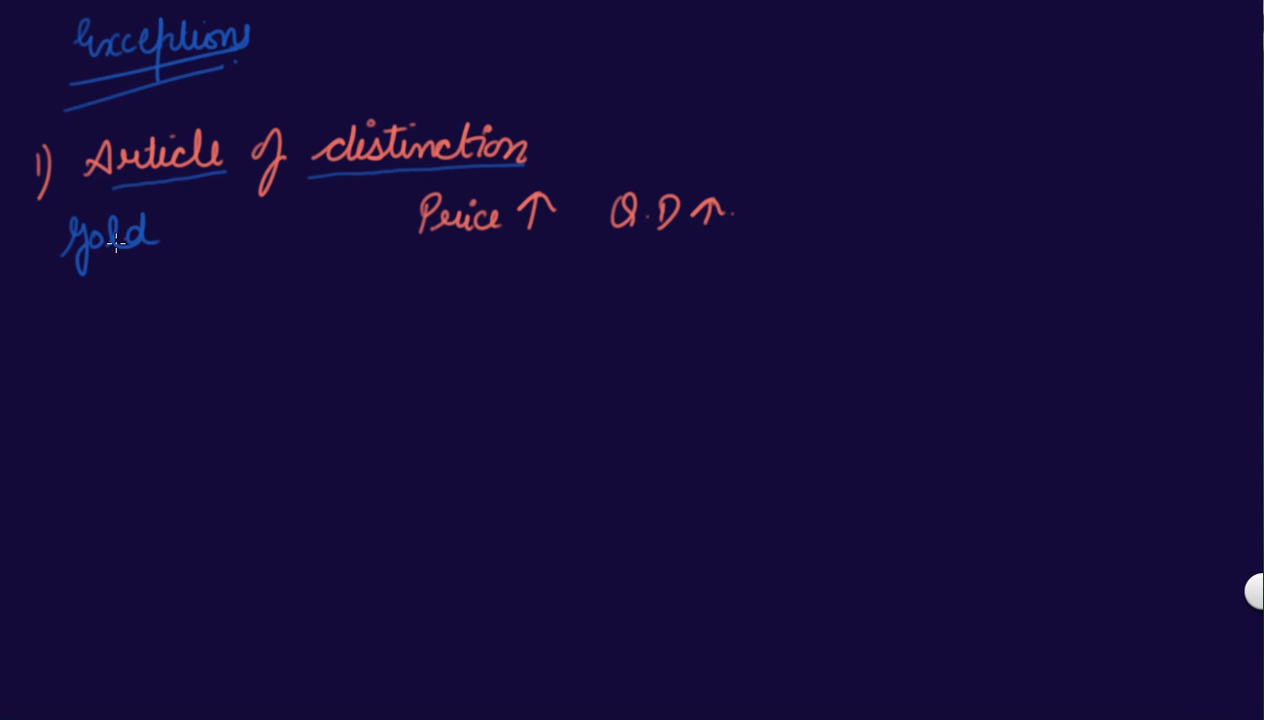 Exception
1) Article of distinction
Price ↑ Q.D ↑.
Gold